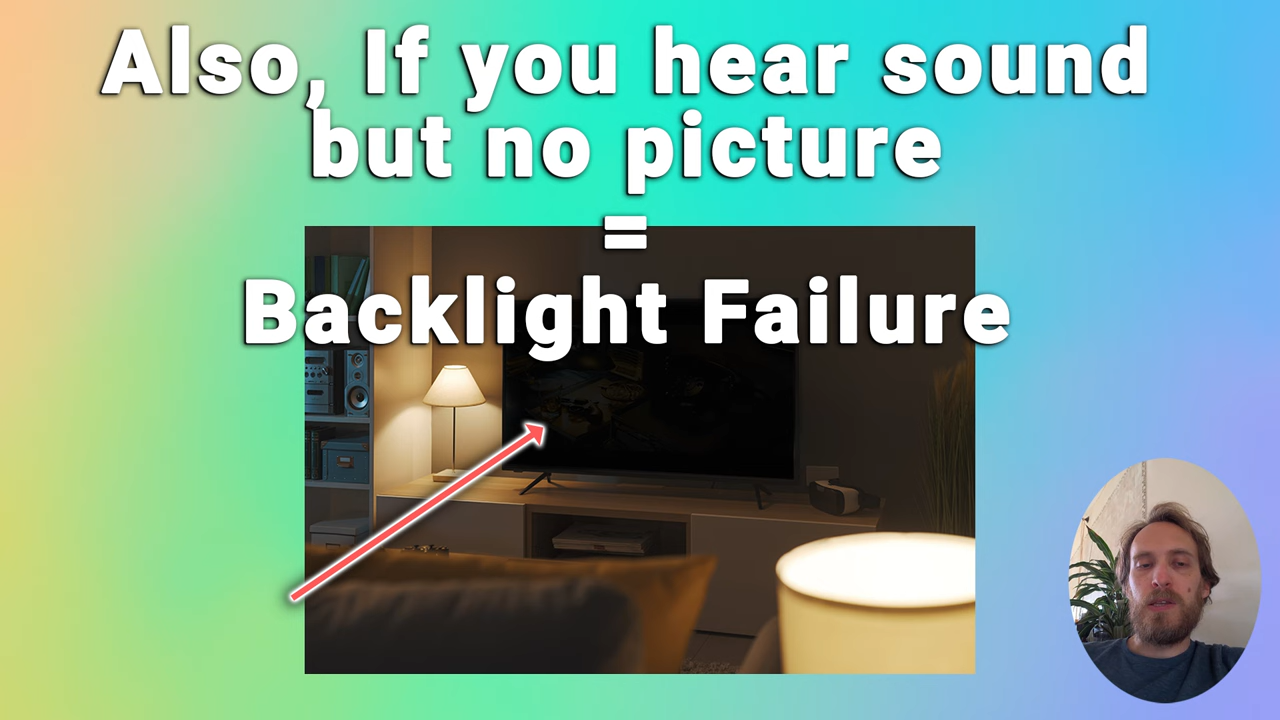 Also, If you hear sound
but no picture
=
Backlight Failure